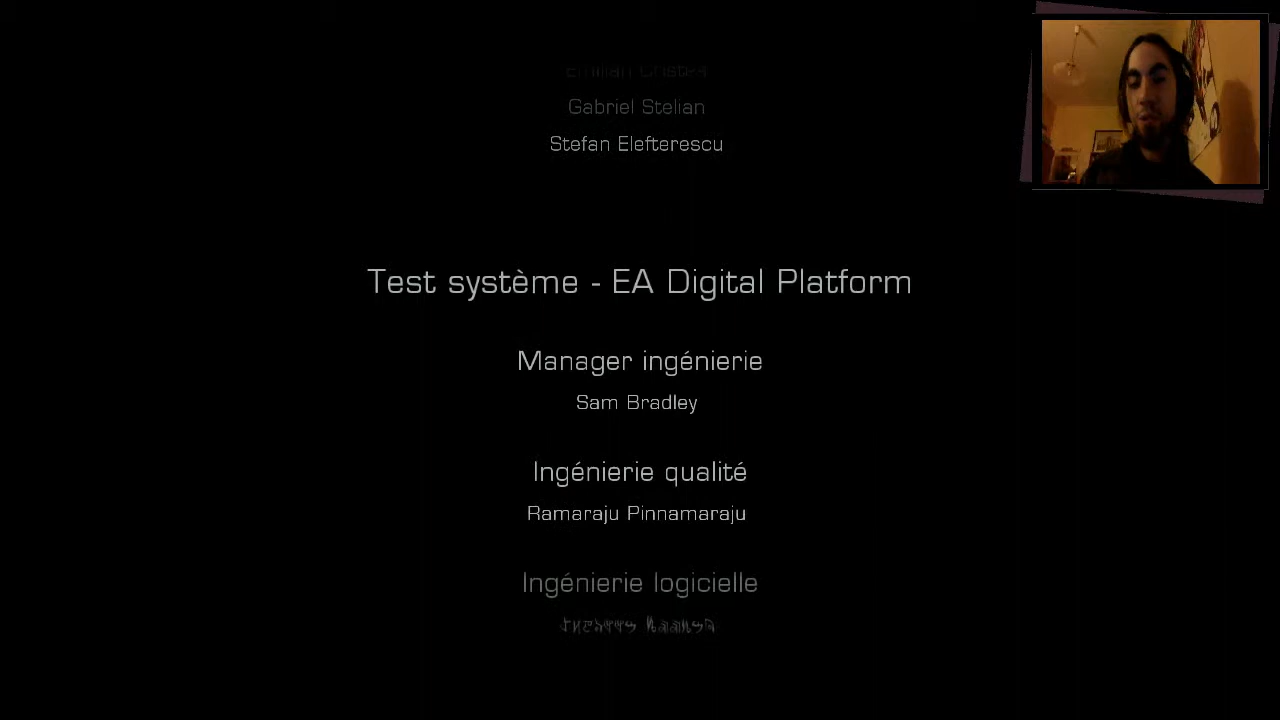 Gabriel Stelian
Stefan Elefterescu
Test système - EA Digital Platform
Manager ingénierie
Sam Bradley
Ingénierie qualité
Ramaraju Pinnamaraju
Ingénierie logicielle